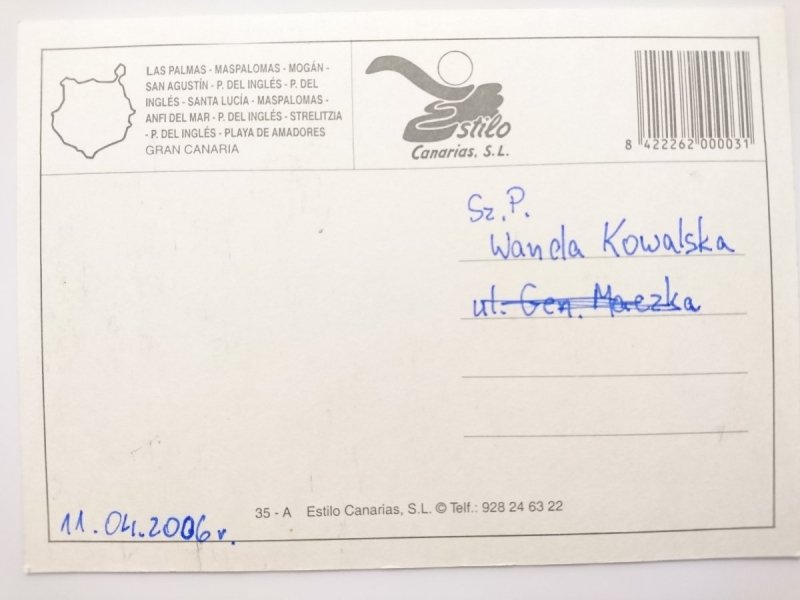 LAS PALMAS - MASPALOMAS - MOGÁN -
SAN AGUSTÍN - P. DEL INGLÉS - P. DEL
INGLÉS - SANTA LUCÍA - MASPALOMAS -
ANFI DEL MAR - P. DEL INGLÉS - STRELITZIA
- P. DEL INGLÉS - PLAYA DE AMADORES
GRAN CANARIA
Estilo
Canarias, S.L.
8 422262 000031
Sz. P.
Wanda Kowalska
ul. Gen. Maczka
35 - A Estilo Canarias, S.L. © Telf.: 928 24 63 22
11.04.2006 r.